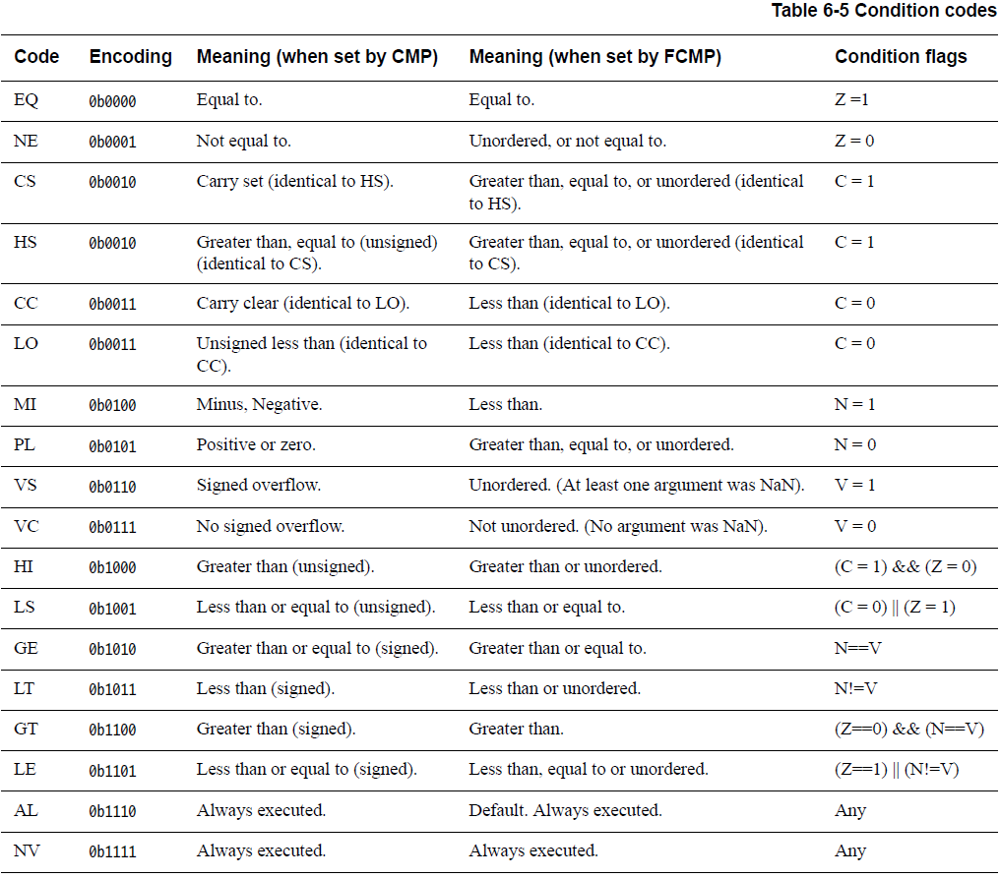 Table 6-5 Condition codes
Code Encoding Meaning (when set by CMP) Meaning (when set by FCMP) Condition flags
EQ 0b0000 Equal to. Equal to. Z =1
NE 0b0001 Not equal to. Unordered, or not equal to. Z = 0
CS 0b0010 Carry set (identical to HS). Greater than, equal to, or unordered (identical C = 1
to HS).
HS 0b0010 Greater than, equal to (unsigned) Greater than, equal to, or unordered (identical C = 1
(identical to CS). to CS).
CC 0b0011 Carry clear (identical to LO). Less than (identical to LO). C = 0
LO 0b0011 Unsigned less than (identical to Less than (identical to CC). C = 0
CC).
MI 0b0100 Minus, Negative. Less than. N = 1
PL 0b0101 Positive or zero. Greater than, equal to, or unordered. N = 0
VS 0b0110 Signed overflow. Unordered. (At least one argument was NaN). V = 1
VC 0b0111 No signed overflow. Not unordered. (No argument was NaN). V = 0
HI 0b1000 Greater than (unsigned). Greater than or unordered. (C = 1) && (Z = 0)
LS 0b1001 Less than or equal to (unsigned). Less than or equal to. (C = 0) || (Z = 1)
GE 0b1010 Greater than or equal to (signed). Greater than or equal to. N==V
LT 0b1011 Less than (signed). Less than or unordered. N!=V
GT 0b1100 Greater than (signed). Greater than. (Z==0) && (N==V)
LE 0b1101 Less than or equal to (signed). Less than, equal to or unordered. (Z==1) || (N!=V)
AL 0b1110 Always executed. Default. Always executed. Any
NV 0b1111 Always executed. Always executed. Any